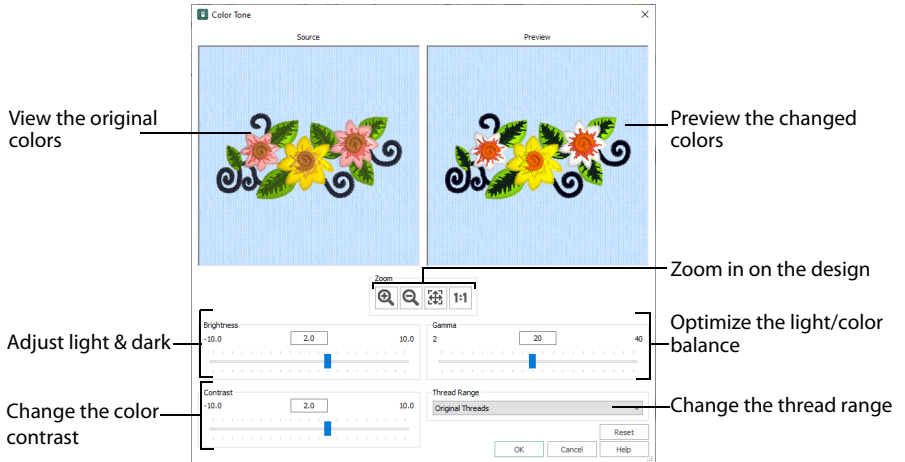 Color Tone
Source
Preview
View the original
colors
Preview the changed
colors
Zoom
1:1
Zoom in on the design
Brightness
-10.0 2.0 10.0
Adjust light & dark
Gamma
2 20 40
Optimize the light/color
balance
Contrast
-10.0 2.0 10.0
Change the color
contrast
Thread Range
Original Threads
Change the thread range
Reset
OK Cancel Help